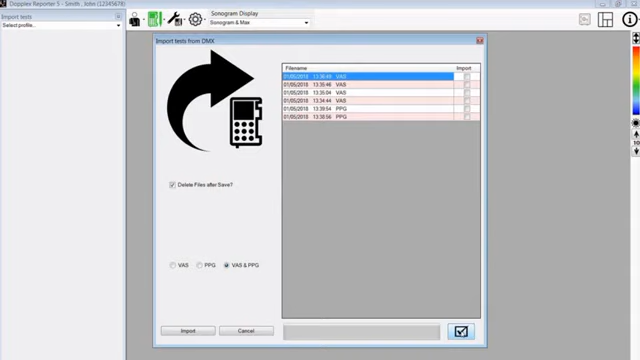 Dopplex Reporter 5 - Smith , John (12345678)
Import tests
Select profile...
Sonogram Display
Sonogram & Max
Import tests from DMX
Filename Import
01/05/2018 13:36:49 VAS
01/05/2018 13:35:46 VAS
01/05/2018 13:35:04 VAS
01/05/2018 13:34:44 VAS
01/05/2018 13:39:54 PPG
01/05/2018 13:38:56 PPG
Delete Files after Save?
VAS PPG VAS & PPG
Import Cancel
10